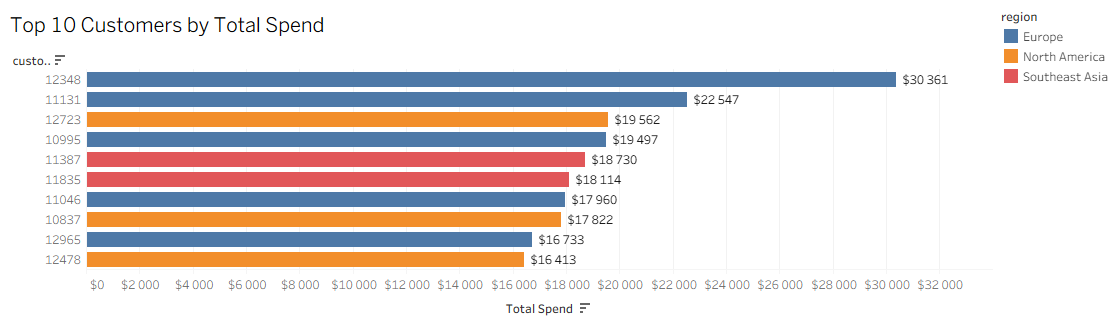 Top 10 Customers by Total Spend
region
Europe
North America
Southeast Asia
custo..
12348 $30 361
11131 $22 547
12723 $19 562
10995 $19 497
11387 $18 730
11835 $18 114
11046 $17 960
10837 $17 822
12965 $16 733
12478 $16 413
$0 $2 000 $4 000 $6 000 $8 000 $10 000 $12 000 $14 000 $16 000 $18 000 $20 000 $22 000 $24 000 $26 000 $28 000 $30 000 $32 000
Total Spend